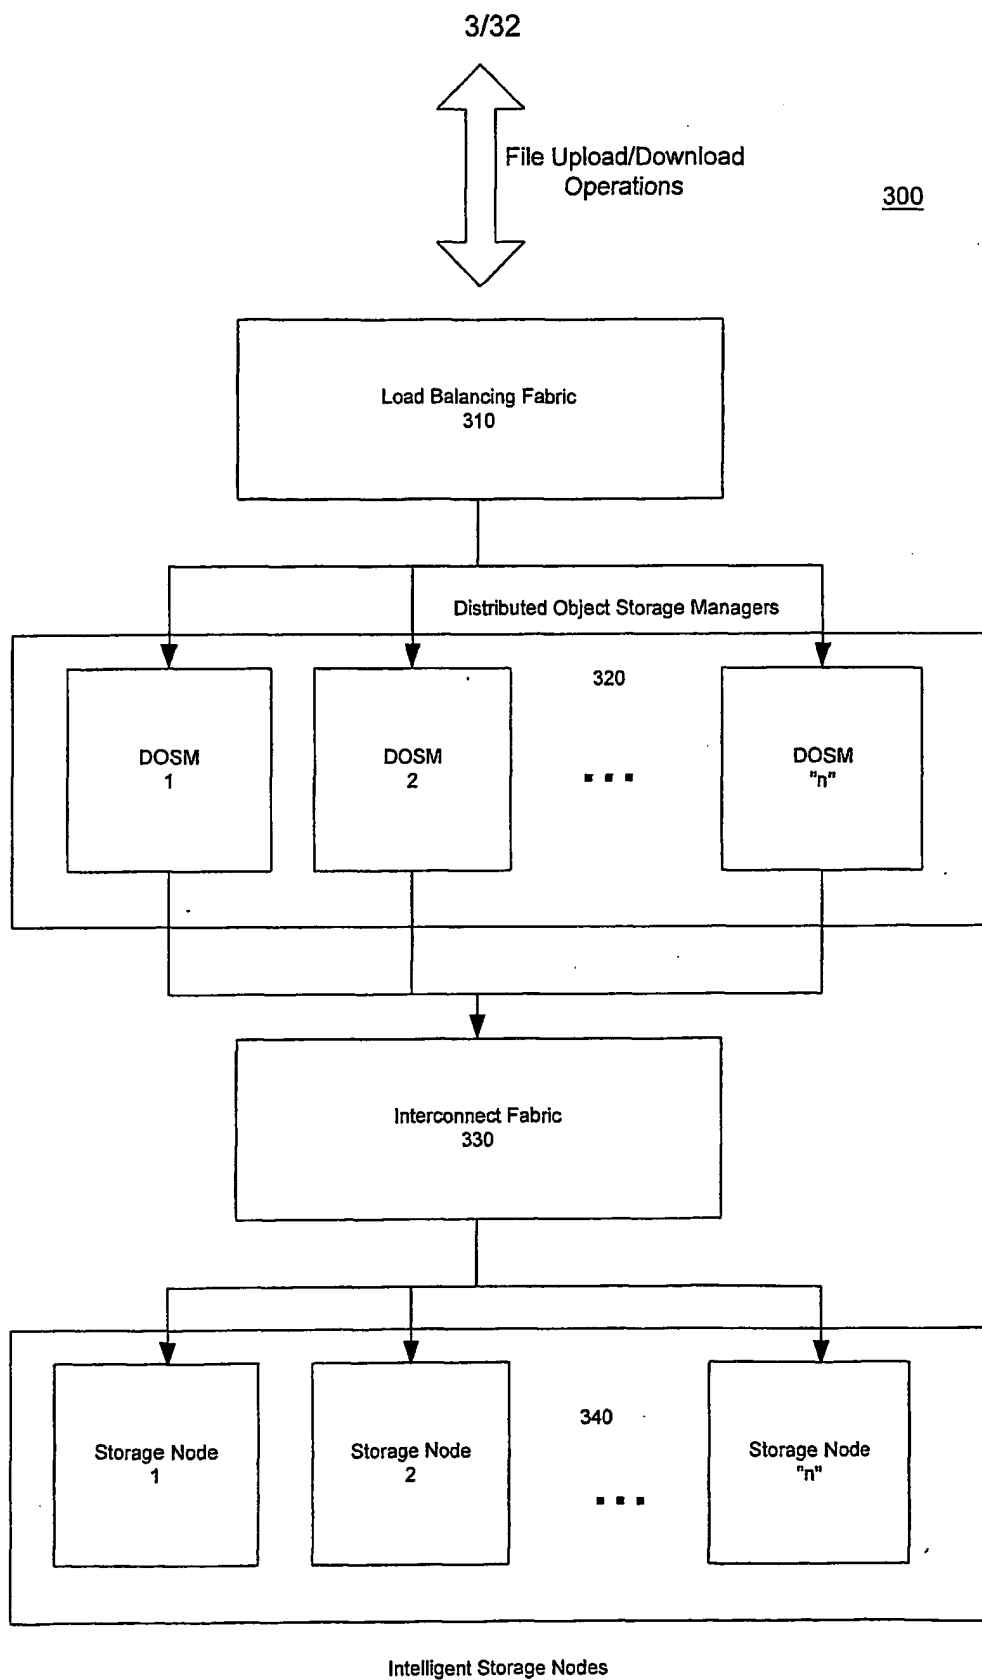 3/32
File Upload/Download
Operations
300
Load Balancing Fabric
310
Distributed Object Storage Managers
320
DOSM
1
DOSM
2
DOSM
"n"
Interconnect Fabric
330
340
Storage Node
1
Storage Node
2
Storage Node
"n"
Intelligent Storage Nodes